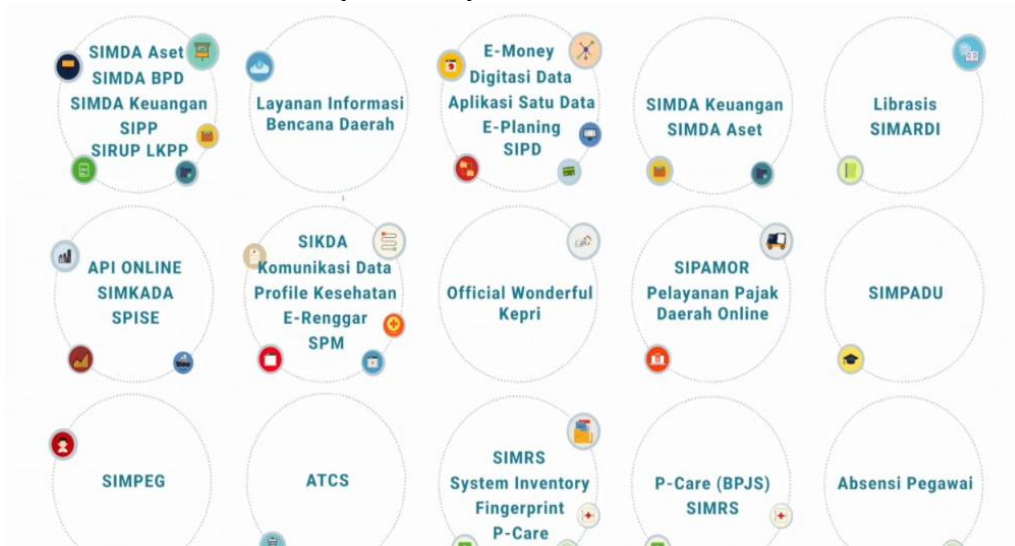 SIMDA Aset
SIMDA BPD
SIMDA Keuangan
SIPP
SIRUP LKPP
Layanan Informasi
Bencana Daerah
E-Money
Digitasi Data
Aplikasi Satu Data
E-Planing
SIPD
SIMDA Keuangan
SIMDA Aset
Librasis
SIMARDI
API ONLINE
SIMKADA
SPISE
SIKDA
Komunikasi Data
Profile Kesehatan
E-Renggar
SPM
Official Wonderful
Kepri
SIPAMOR
Pelayanan Pajak
Daerah Online
SIMPADU
SIMPEG
ATCS
SIMRS
System Inventory
Fingerprint
P-Care
P-Care (BPJS)
SIMRS
Absensi Pegawai